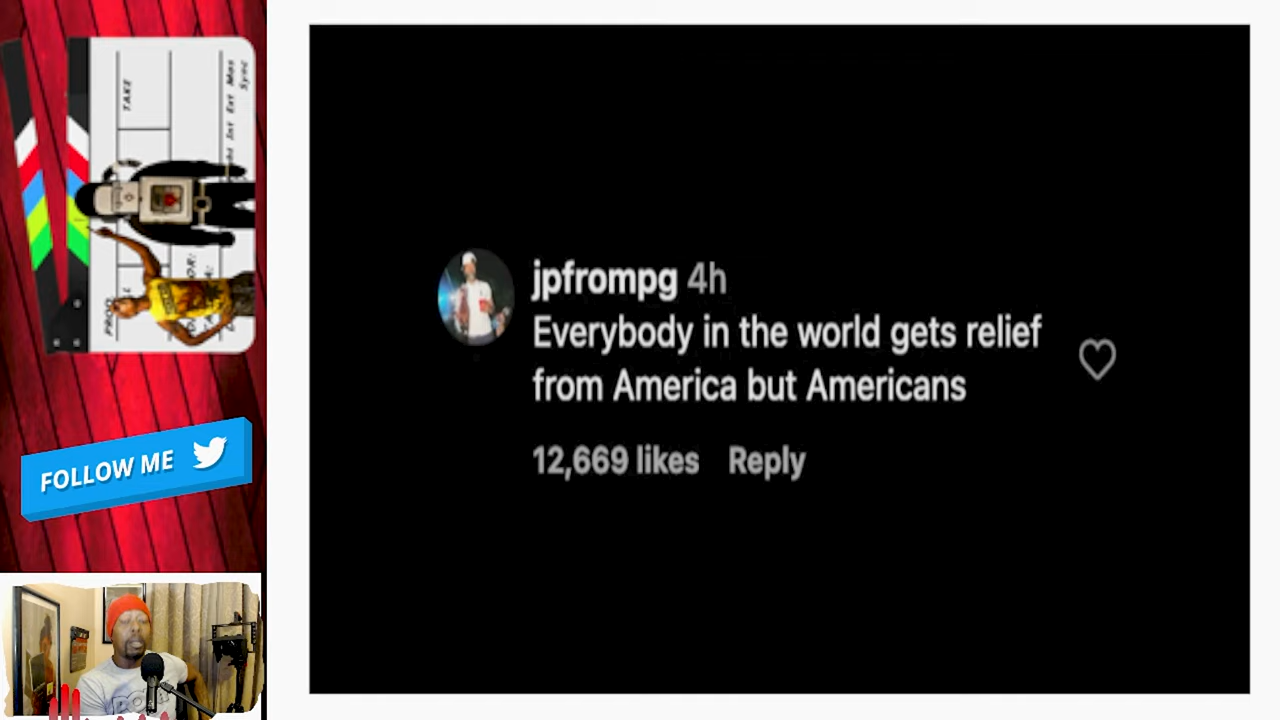 TAKE
Sync
FOLLOW ME
jpfrompg 4h
Everybody in the world gets relief
from America but Americans
12,669 likes Reply